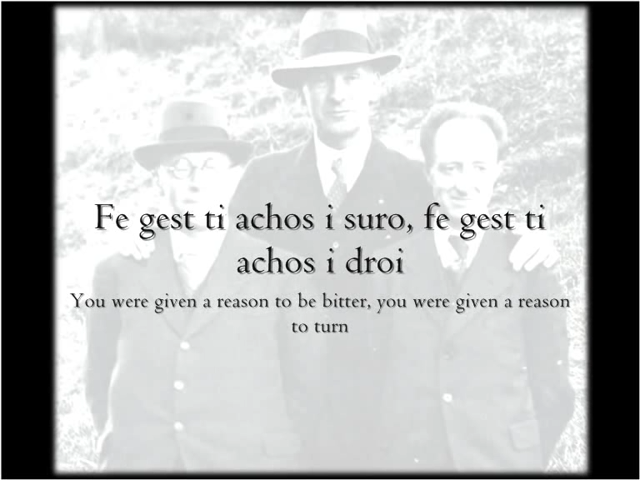 Fe gest ti achos i suro, fe gest ti
achos i droi
You were given a reason to be bitter, you were given a reason
to turn